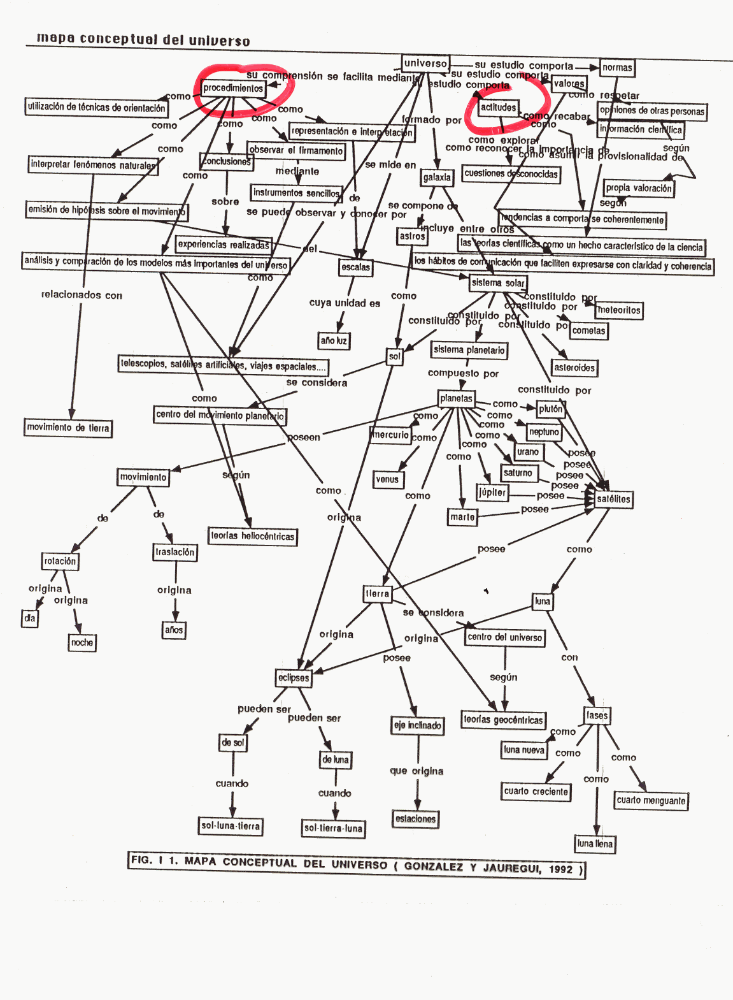 mapa conceptual del universo
universo
su estudio comporta
normas
su comprensión se facilita mediante
su estudio comporta
valores
su estudio comporta
procedimientos
como
como respetar
utilización de técnicas de orientación
actitudes
opiniones de otras personas
como
como
como
como
como recabar
como
formado por
representación e interpretación
información científica
como explorar
como
observar el firmamento
como reconocer la importancia de
según
como asumir la provisionalidad de
interpretar fenómenos naturales
conclusiones
se mide en
mediante
como
galaxia
cuestiones desconocidas
propia valoración
instrumentos sencillos
de
sobre
según
emisión de hipótesis sobre el movimiento
se puede observar y conocer por
se compone de
tendencias a comportarse coherentemente
incluye entre otros
astros
experiencias realizadas
del
las teorías científicas como un hecho característico de la ciencia
análisis y comparación de los modelos más importantes del universo
escalas
los hábitos de comunicación que faciliten expresarse con claridad y coherencia
como
sistema solar
relacionados con
como
constituido por
cuya unidad es
constituido por
meteoritos
constituido por
constituido por
constituido por
cometas
año luz
sol
sistema planetario
telescopios, satélites artificiales, viajes espaciales....
asteroides
compuesto por
se considera
constituido por
como
planetas
como
plutón
centro del movimiento planetario
como
como
movimiento de tierra
como
neptuno
mercurio
como
como
poseen
como
urano
posee
como
posee
movimiento
según
venus
saturno
posee
posee
como
como
júpiter
posee
satélites
de
de
origina
marte
posee
teorías heliocéntricas
posee
como
rotación
traslación
origina
origina
origina
tierra
luna
se considera
día
años
noche
origina
origina
centro del universo
posee
con
eclipses
según
pueden ser
pueden ser
eje inclinado
teorías geocéntricas
fases
como
de sol
de luna
luna nueva
como
como
que origina
como
cuando
cuando
cuarto creciente
cuarto menguante
estaciones
sol-luna-tierra
sol-tierra-luna
luna llena
FIG. I 1. MAPA CONCEPTUAL DEL UNIVERSO ( GONZALEZ Y JAUREGUI, 1992 )